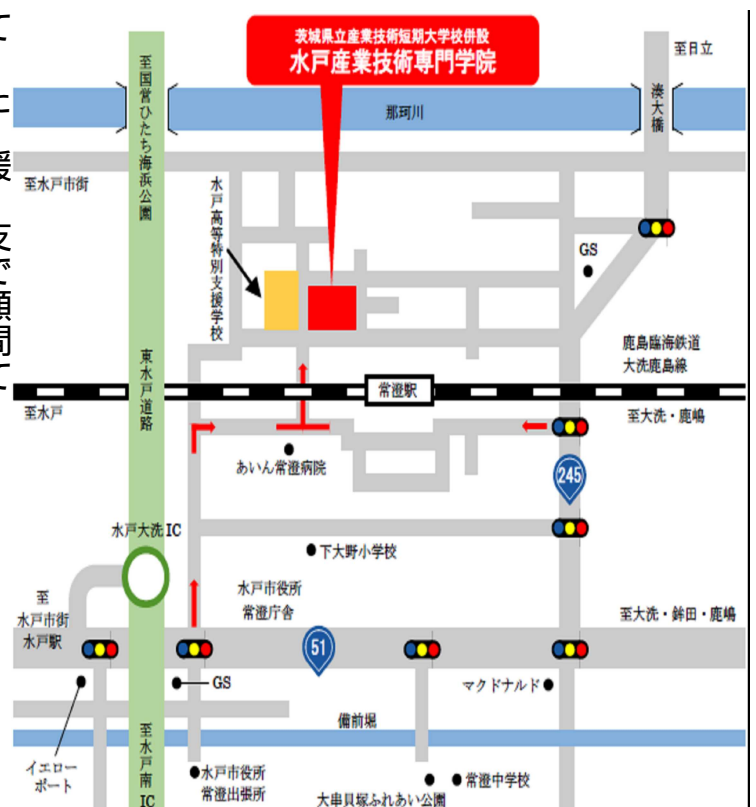 て
茨城県立産業技術短期大学校併設
水戸産業技術専門学院
至日立
至国営ひたち海浜公園
那珂川
湊大橋
至水戸市街
水戸高等特別支援学校
GS
援
支
で
願
間
て
鹿島臨海鉄道
大洗鹿島線
東水戸道路
常澄駅
至水戸
至大洗・鹿嶋
あいん常澄病院
245
水戸大洗IC
下大野小学校
水戸市役所
常澄庁舎
至
水戸市街
水戸駅
至大洗・鉾田・鹿嶋
51
GS
マクドナルド
備前堀
至水戸南IC
イエロー
ポート
水戸市役所
常澄出張所
常澄中学校
大串貝塚ふれあい公園